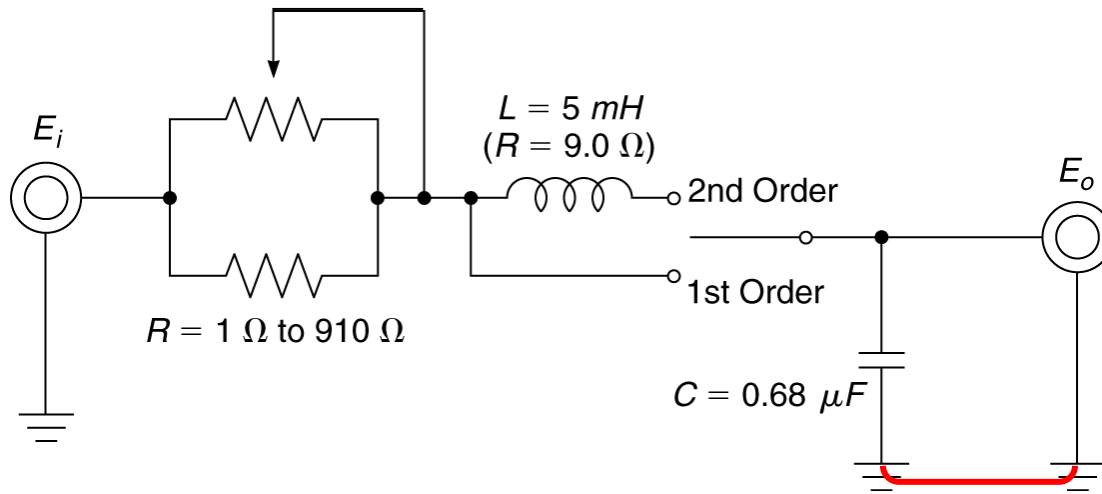 E_i
L = 5 mH
(R = 9.0 Ω)
2nd Order
E_o
1st Order
R = 1 Ω to 910 Ω
C = 0.68 μF